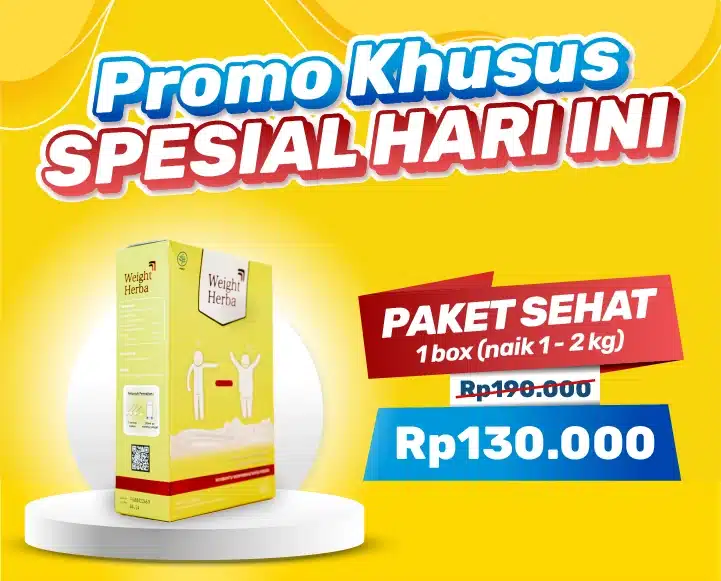 Promo Khusus
SPESIAL HARI INI
Weight
Herba
Weight
Herba
PAKET SEHAT
1 box (naik 1 - 2 kg)
Rp190.000
Rp130.000